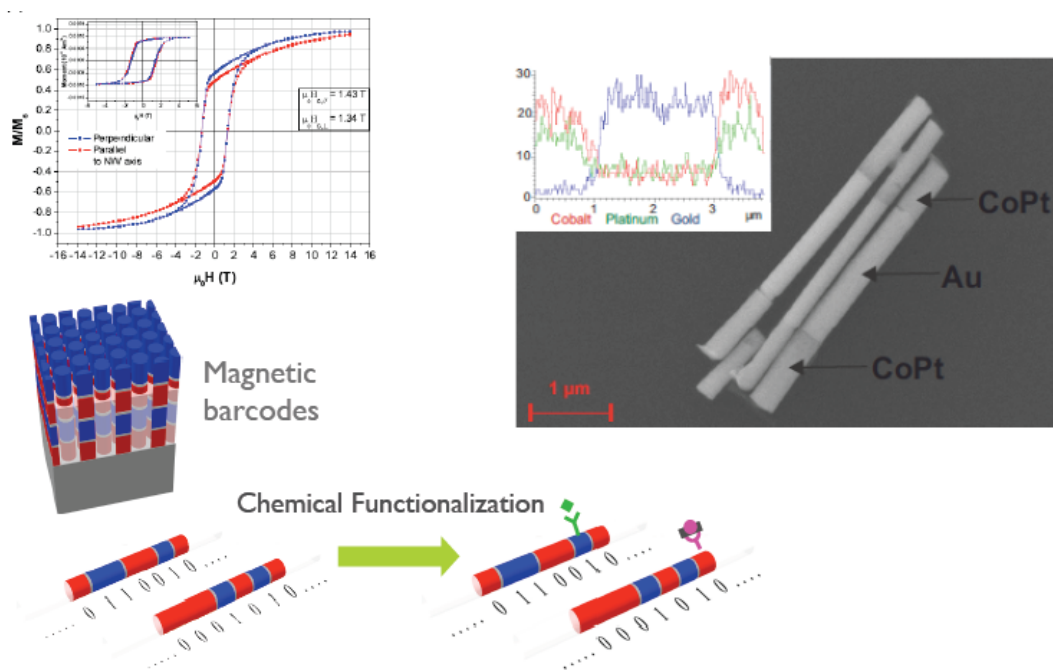 1.0
0.8
0.6
0.4
0.2
0.0
-0.2
-0.4
-0.6
-0.8
-1.0
M/Ms
-16 -14 -12 -10 -8 -6 -4 -2 0 2 4 6 8 10 12 14 16
μ₀H (T)
μ₀H (T)
= 1.43 T
= 1.34 T
Perpendicular
Parallel
to NW axis
30
20
10
0
0 1 2 3 μm
Cobalt Platinum Gold
CoPt
Au
CoPt
1 μm
Magnetic
barcodes
Chemical Functionalization
..... 0 1 1 0 0 1 0 ....
..... 0 0 0 1 0 1 0 ....
..... 0 1 1 0 0 1 0 ....
..... 0 0 0 1 0 1 0 ....